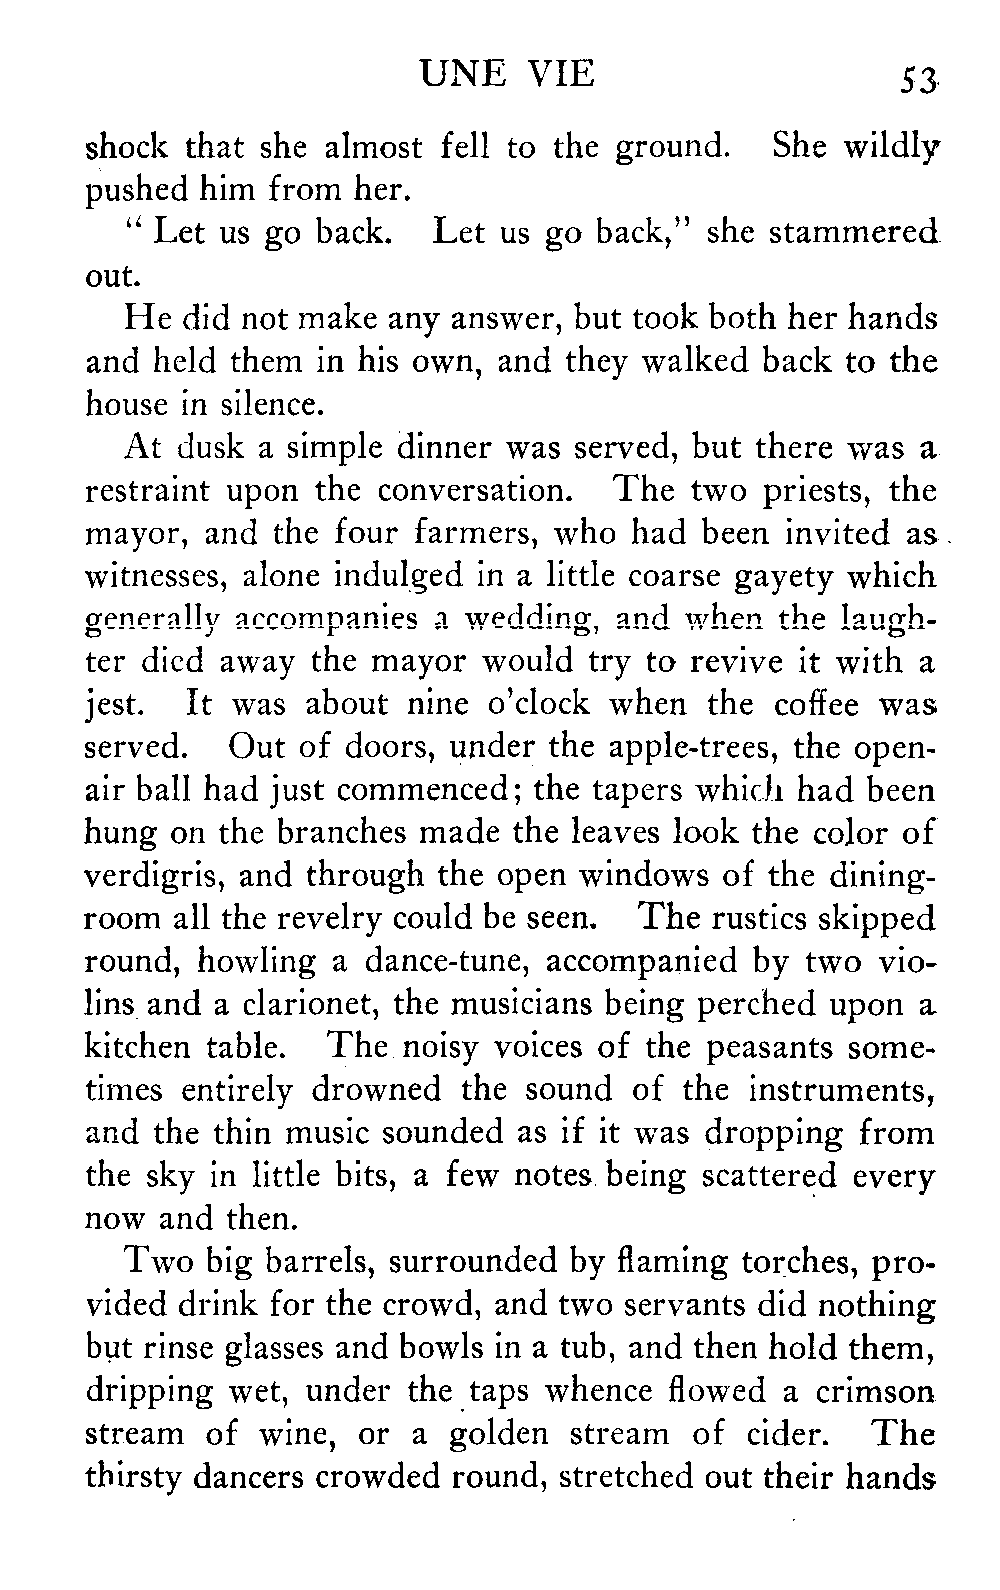 UNE VIE 53
shock that she almost fell to the ground. She wildly
pushed him from her.
“ Let us go back. Let us go back,” she stammered
out.
He did not make any answer, but took both her hands
and held them in his own, and they walked back to the
house in silence.
At dusk a simple dinner was served, but there was a
restraint upon the conversation. The two priests, the
mayor, and the four farmers, who had been invited as
witnesses, alone indulged in a little coarse gayety which
generally accompanies a wedding, and when the laugh-
ter died away the mayor would try to revive it with a
jest. It was about nine o’clock when the coffee was
served. Out of doors, under the apple-trees, the open-
air ball had just commenced; the tapers which had been
hung on the branches made the leaves look the color of
verdigris, and through the open windows of the dining-
room all the revelry could be seen. The rustics skipped
round, howling a dance-tune, accompanied by two vio-
lins and a clarionet, the musicians being perched upon a
kitchen table. The noisy voices of the peasants some-
times entirely drowned the sound of the instruments,
and the thin music sounded as if it was dropping from
the sky in little bits, a few notes being scattered every
now and then.
Two big barrels, surrounded by flaming torches, pro-
vided drink for the crowd, and two servants did nothing
but rinse glasses and bowls in a tub, and then hold them,
dripping wet, under the taps whence flowed a crimson
stream of wine, or a golden stream of cider. The
thirsty dancers crowded round, stretched out their hands